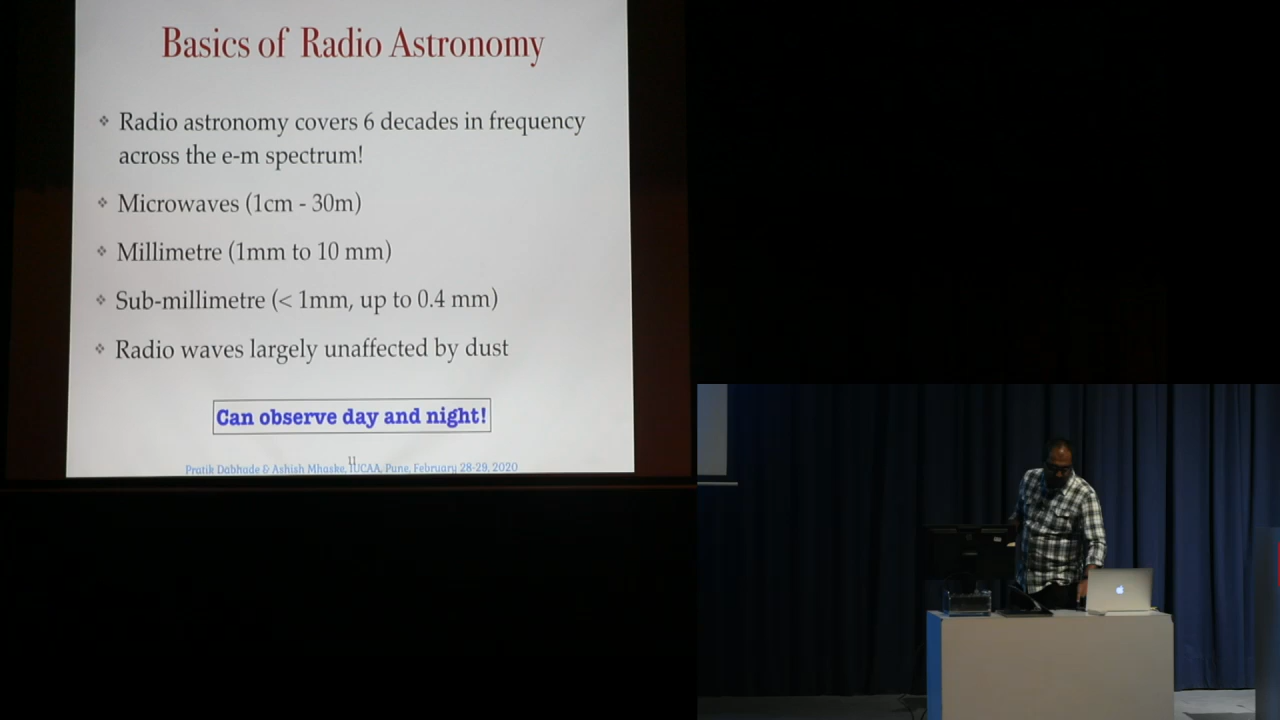 Basics of Radio Astronomy
❖ Radio astronomy covers 6 decades in frequency
across the e-m spectrum!
❖ Microwaves (1cm - 30m)
❖ Millimetre (1mm to 10 mm)
❖ Sub-millimetre (< 1mm, up to 0.4 mm)
❖ Radio waves largely unaffected by dust
Can observe day and night!
11
Pratik Dabhade & Ashish Mhaske, IUCAA, Pune, February 28-29, 2020